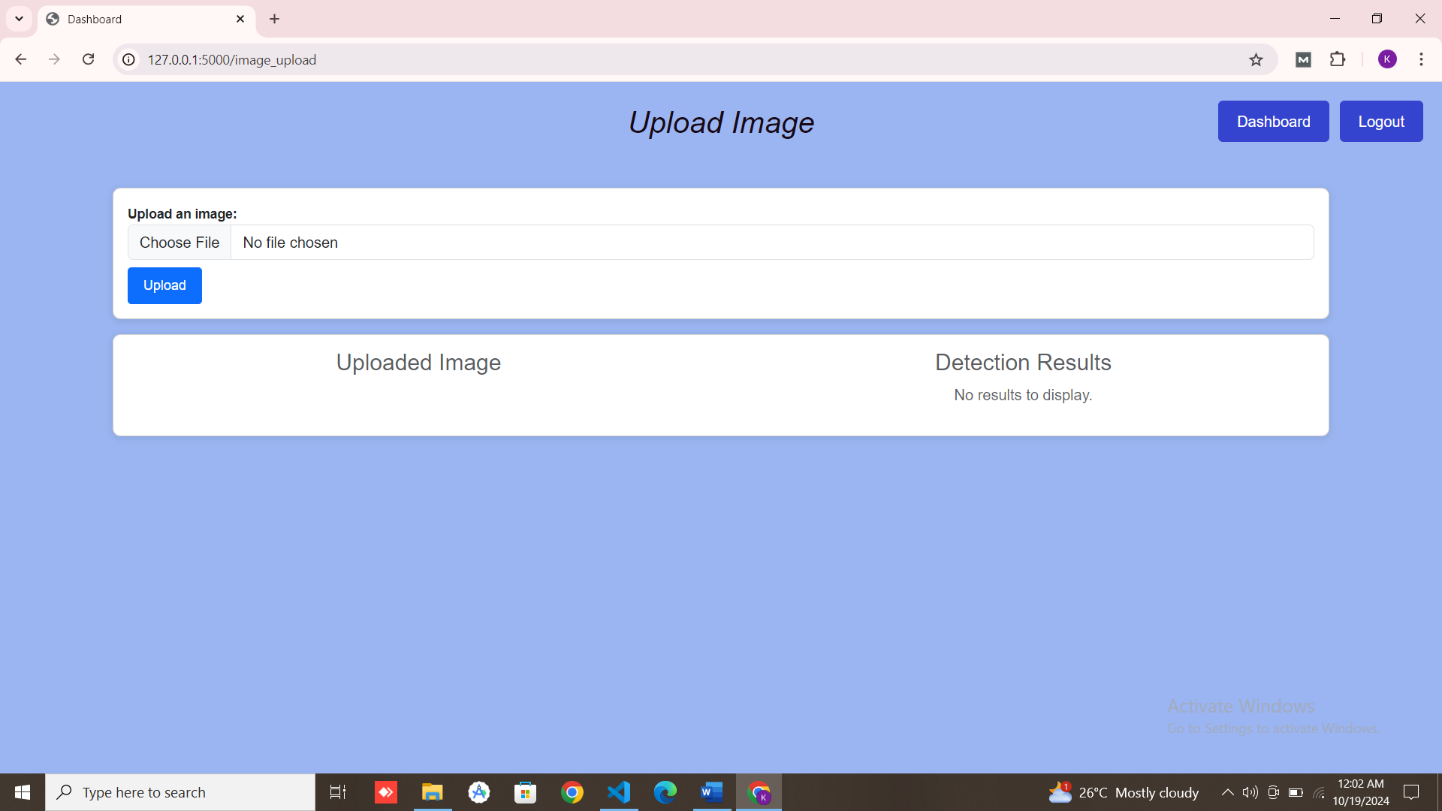 Dashboard
127.0.0.1:5000/image_upload
K
Upload Image
Dashboard
Logout
Upload an image:
Choose File
No file chosen
Upload
Uploaded Image
Detection Results
No results to display.
Activate Windows
Go to Settings to activate Windows.
Type here to search
W
K
1
26°C Mostly cloudy
12:02 AM
10/19/2024